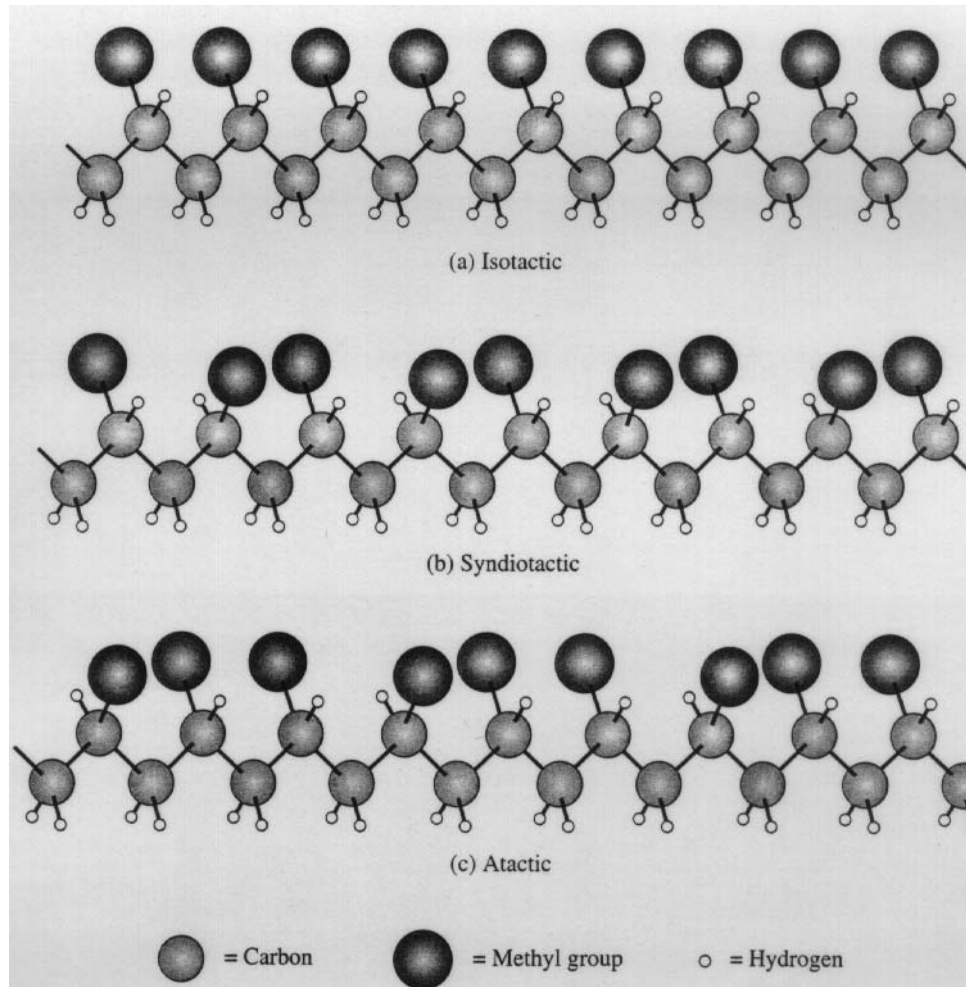 (a) Isotactic
(b) Syndiotactic
(c) Atactic
= Carbon = Methyl group = Hydrogen